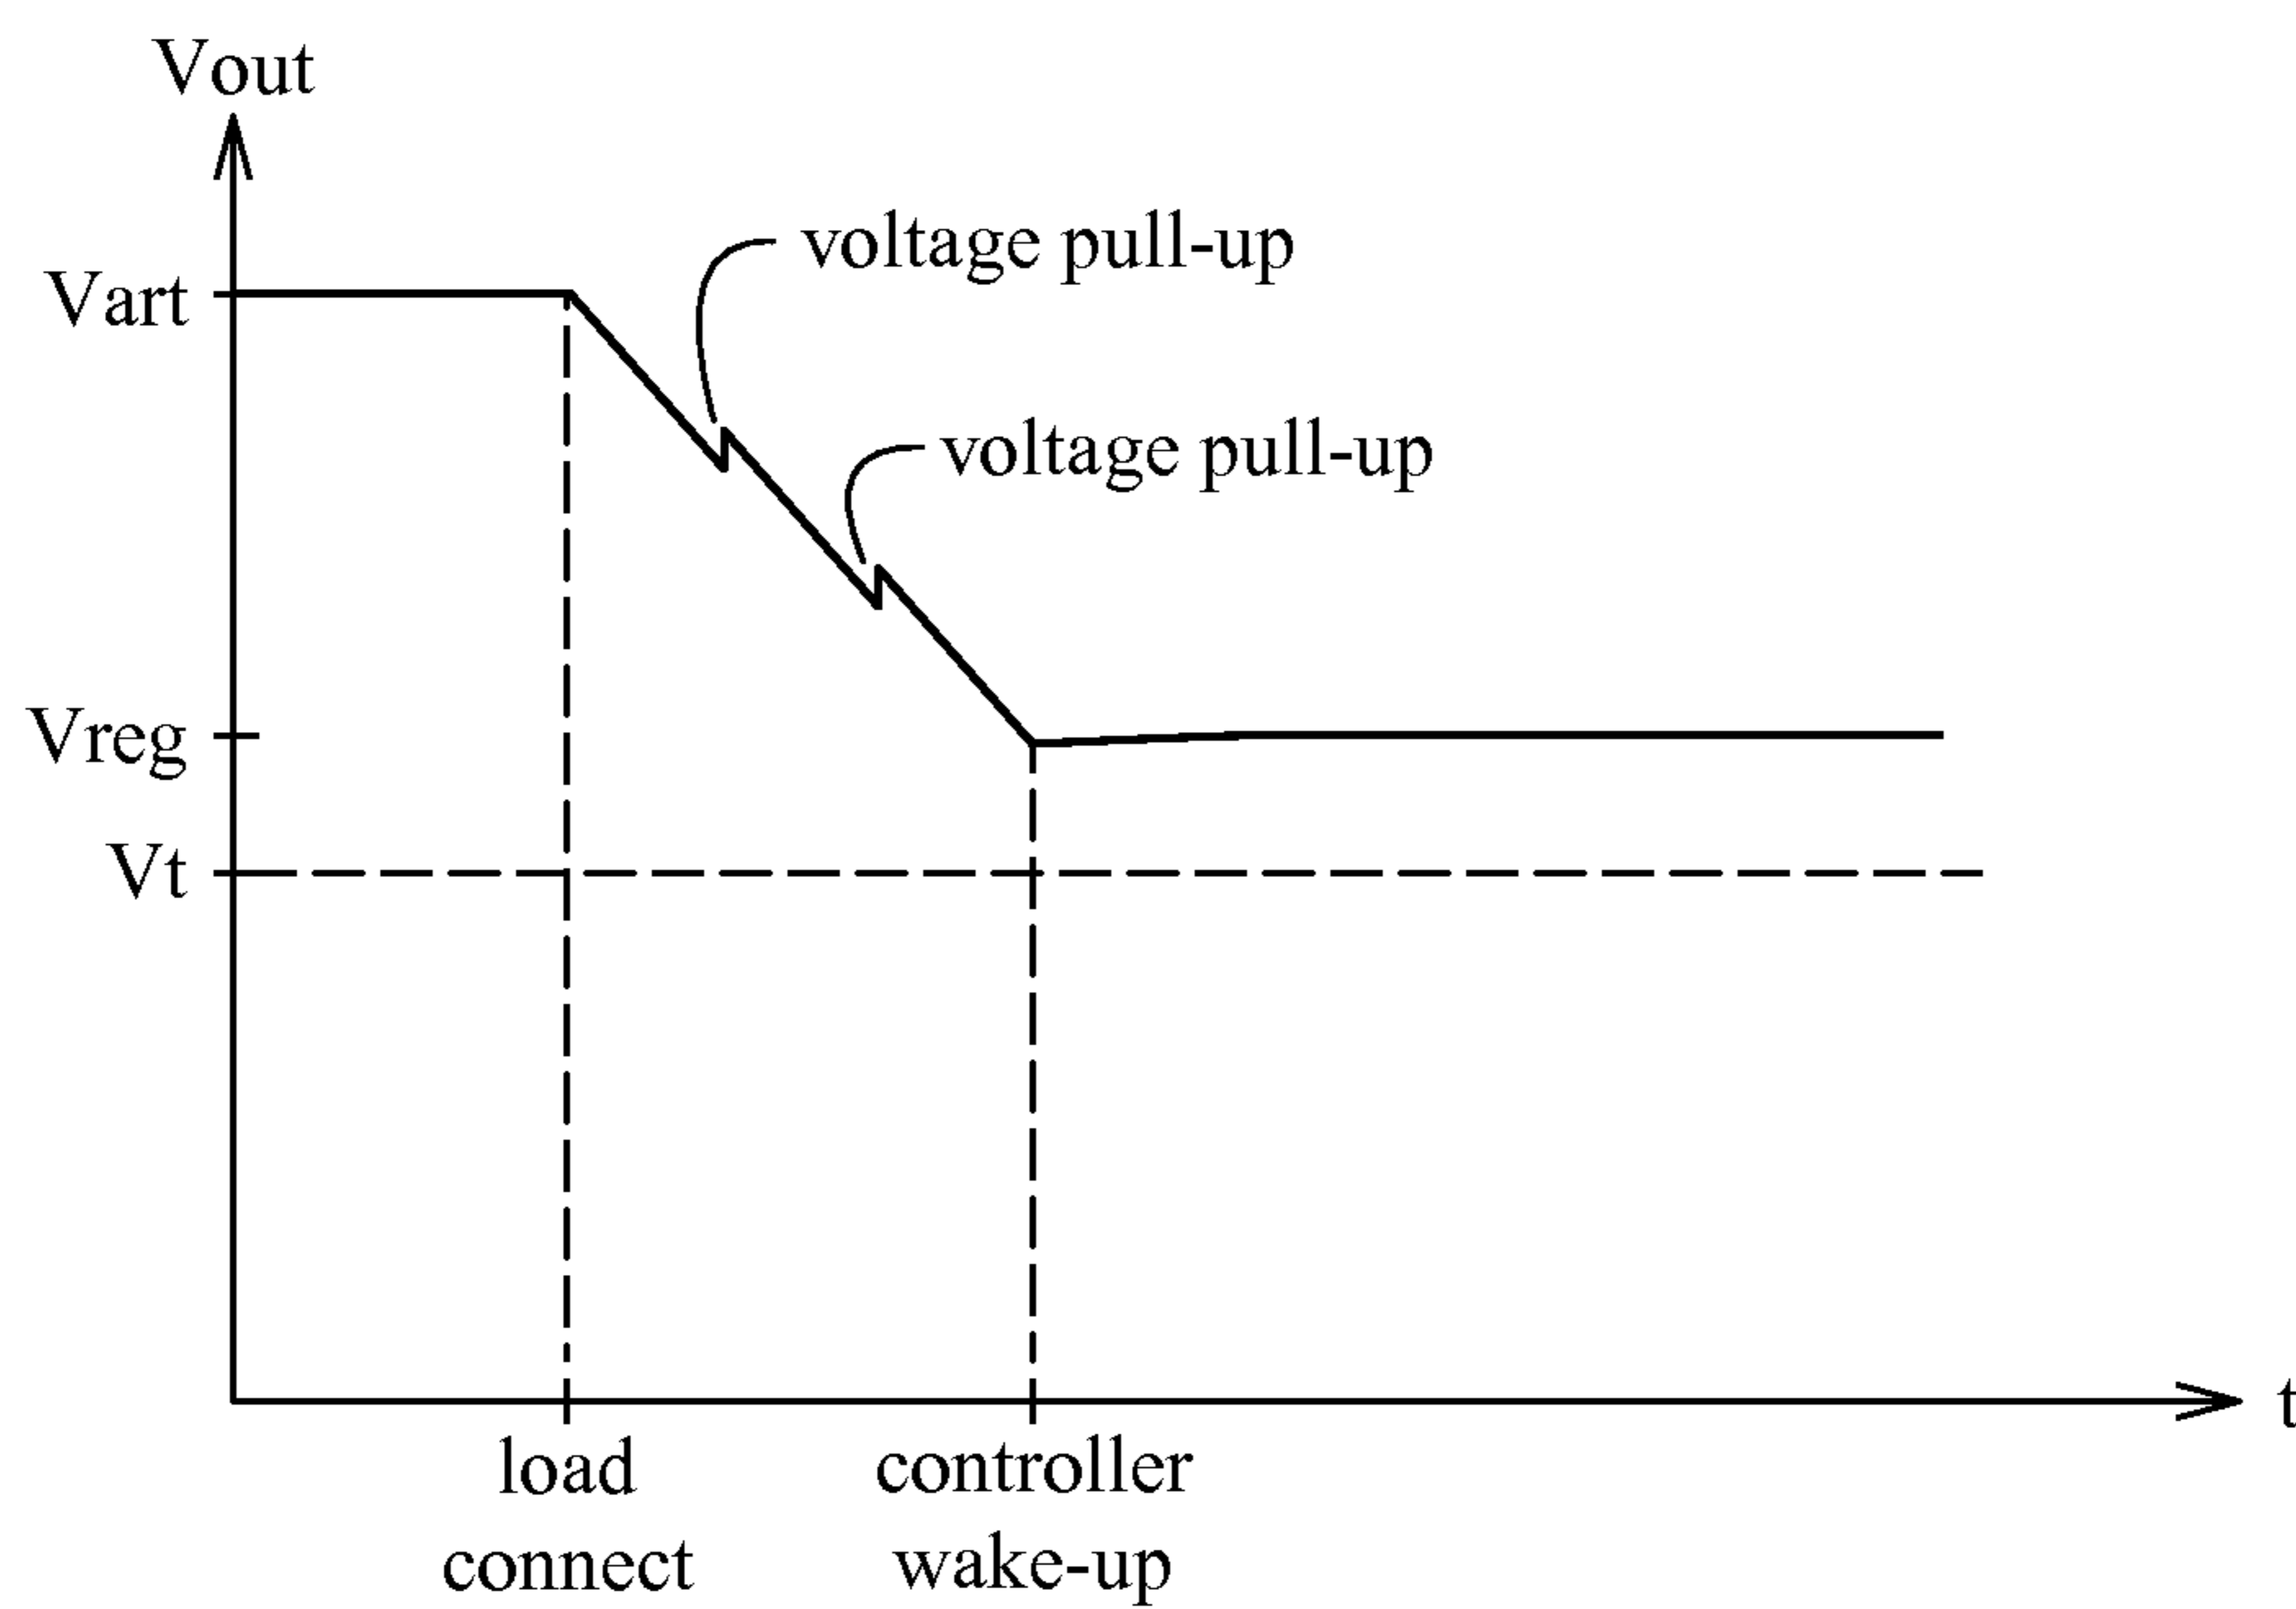 Vout
voltage pull-up
Vart
voltage pull-up
Vreg
Vt
t
load
connect
controller
wake-up